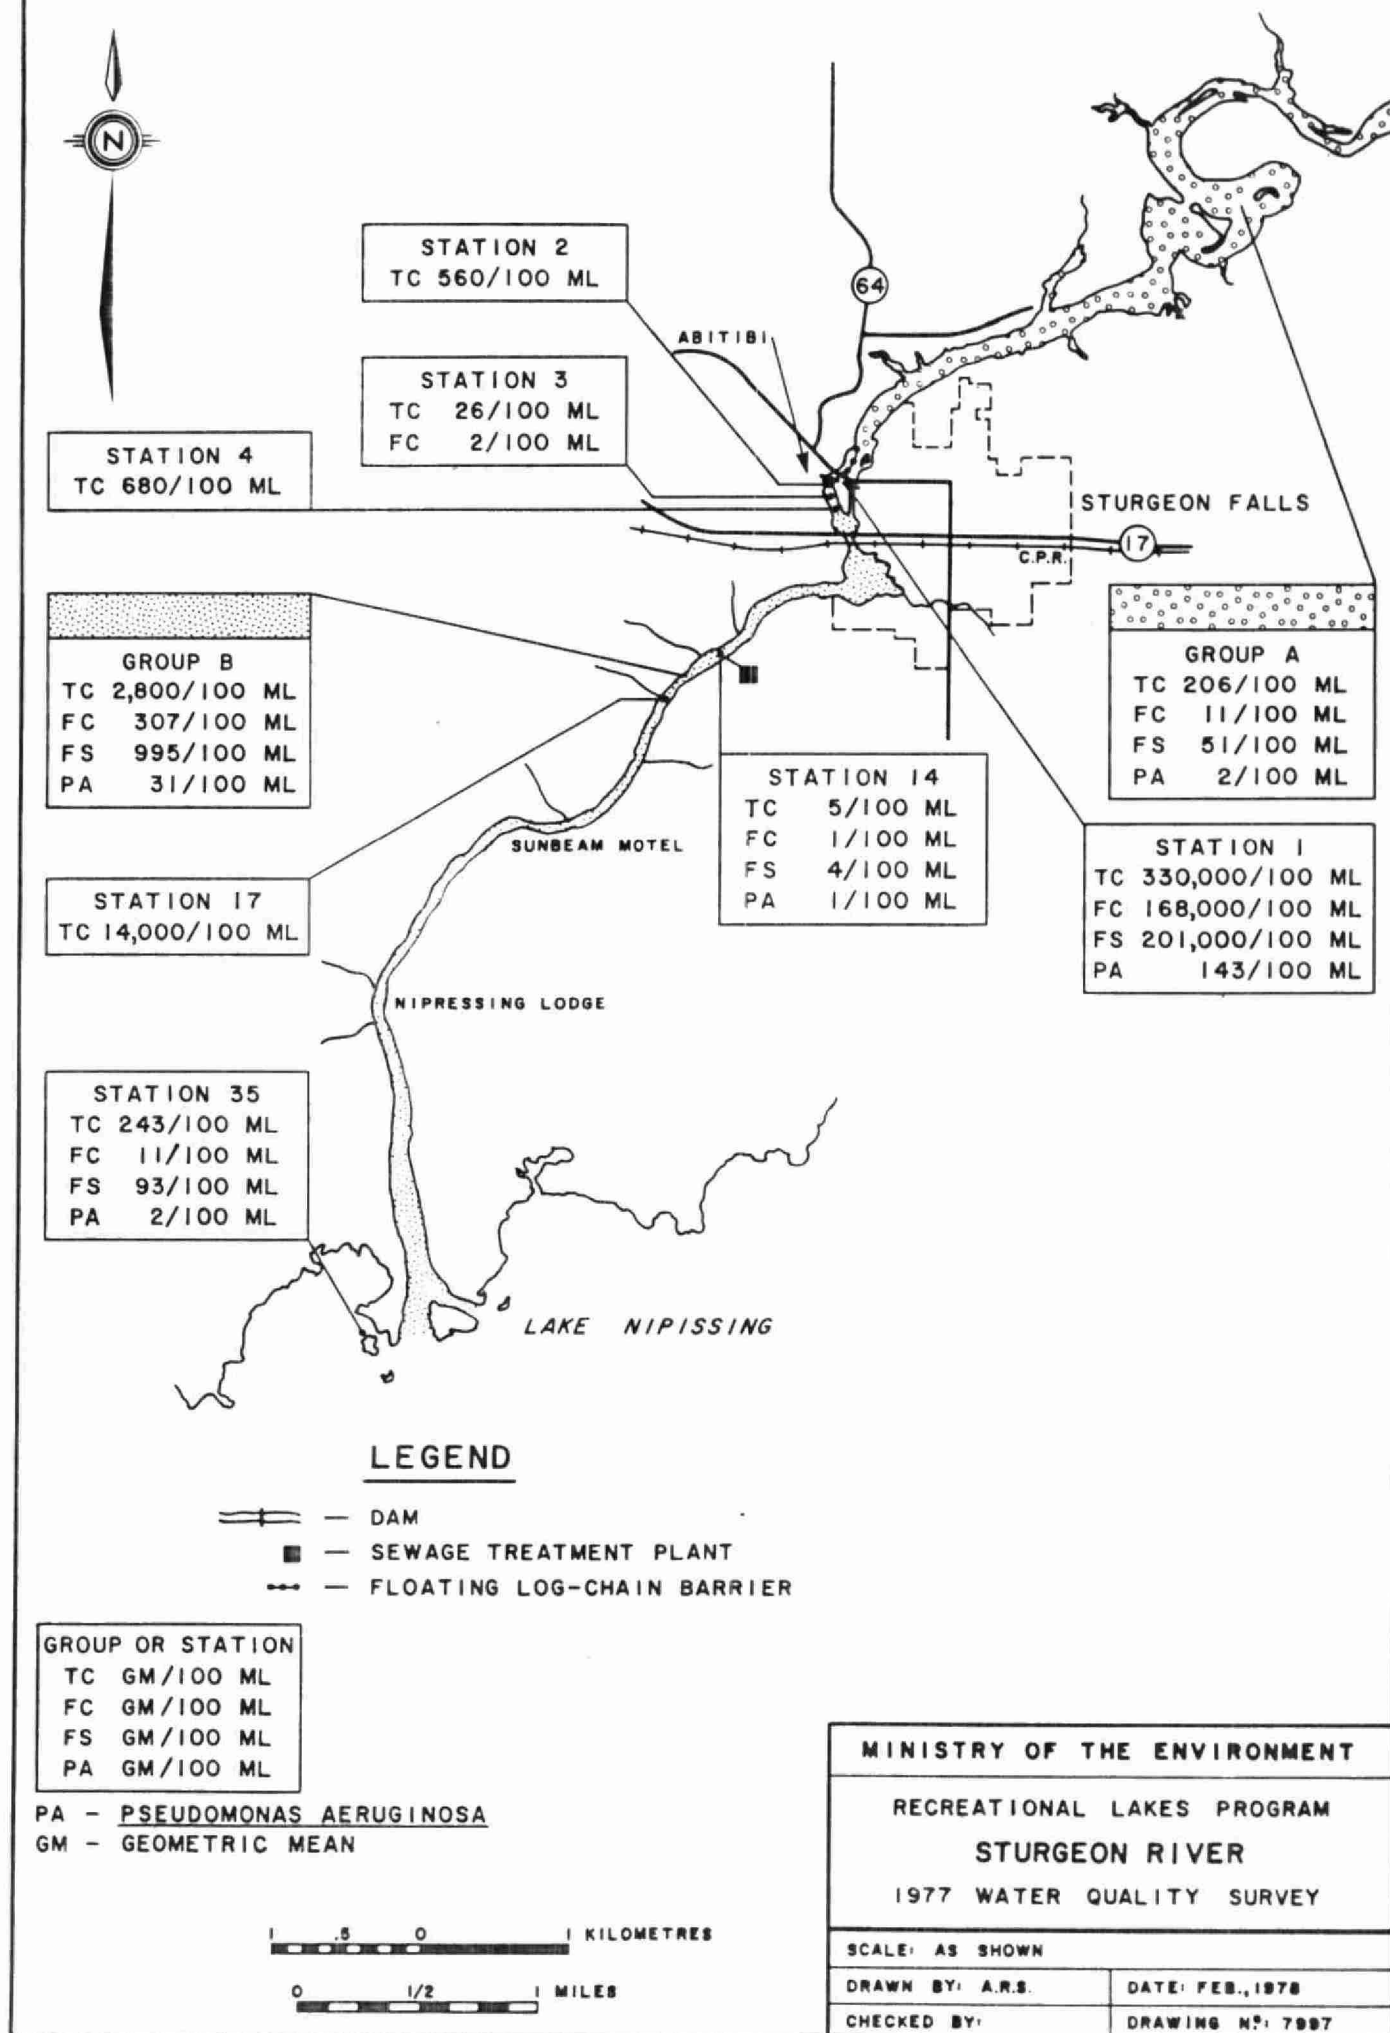 N
STATION 2
TC 560/100 ML
64
ABITIBI
STATION 3
TC 26/100 ML
FC 2/100 ML
STATION 4
TC 680/100 ML
STURGEON FALLS
17
C.P.R.
GROUP B
TC 2,800/100 ML
FC 307/100 ML
FS 995/100 ML
PA 31/100 ML
GROUP A
TC 206/100 ML
FC 11/100 ML
FS 51/100 ML
PA 2/100 ML
STATION 14
TC 5/100 ML
FC 1/100 ML
FS 4/100 ML
PA 1/100 ML
SUNBEAM MOTEL
STATION 1
TC 330,000/100 ML
FC 168,000/100 ML
FS 201,000/100 ML
PA 143/100 ML
STATION 17
TC 14,000/100 ML
NIPRESSING LODGE
STATION 35
TC 243/100 ML
FC 11/100 ML
FS 93/100 ML
PA 2/100 ML
LAKE NIPISSING
LEGEND
— DAM
— SEWAGE TREATMENT PLANT
— FLOATING LOG-CHAIN BARRIER
GROUP OR STATION
TC GM/100 ML
FC GM/100 ML
FS GM/100 ML
PA GM/100 ML
PA - PSEUDOMONAS AERUGINOSA
GM - GEOMETRIC MEAN
1 .5 0 1 KILOMETRES
0 1/2 1 MILES
MINISTRY OF THE ENVIRONMENT
RECREATIONAL LAKES PROGRAM
STURGEON RIVER
1977 WATER QUALITY SURVEY
SCALE: AS SHOWN
DRAWN BY: A.R.S.
DATE: FEB., 1978
CHECKED BY:
DRAWING Nº: 7997